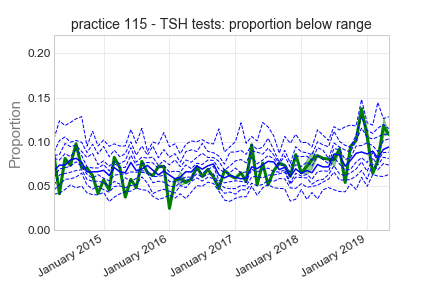 practice 115 - TSH tests: proportion below range
Proportion
0.20
0.15
0.10
0.05
0.00
January 2015
January 2016
January 2017
January 2018
January 2019